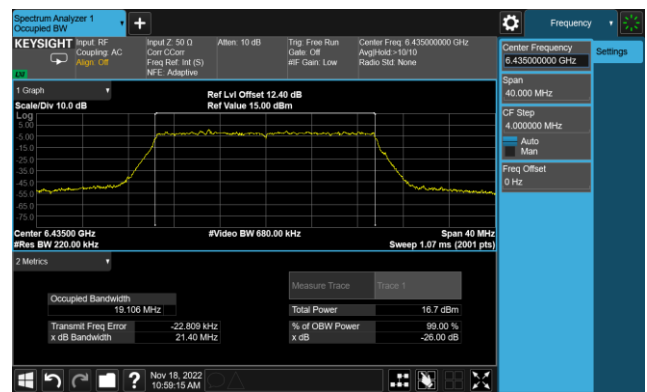 Spectrum Analyzer 1
Occupied BW
Frequency
KEYSIGHT
Input: RF
Coupling: AC
Align: Off
Input Z: 50 Ω
Corr CCorr
Freq Ref: Int (S)
NFE: Adaptive
Atten: 10 dB
Trig: Free Run
Gate: Off
#IF Gain: Low
Center Freq: 6.435000000 GHz
Avg|Hold:>10/10
Radio Std: None
Center Frequency
6.435000000 GHz
Settings
Span
40.000 MHz
CF Step
4.000000 MHz
Auto
Man
Freq Offset
0 Hz
1 Graph
Scale/Div 10.0 dB
Ref Lvl Offset 12.40 dB
Ref Value 15.00 dBm
Log
5.00
-5.00
-15.0
-25.0
-35.0
-45.0
-55.0
-65.0
-75.0
Center 6.43500 GHz
#Video BW 680.00 kHz
Span 40 MHz
#Res BW 220.00 kHz
Sweep 1.07 ms (2001 pts)
2 Metrics
Measure Trace
Trace 1
Occupied Bandwidth
19.106 MHz
Total Power
16.7 dBm
Transmit Freq Error
-22.809 kHz
% of OBW Power
99.00 %
x dB Bandwidth
21.40 MHz
x dB
-26.00 dB
?
Nov 18, 2022
10:59:15 AM